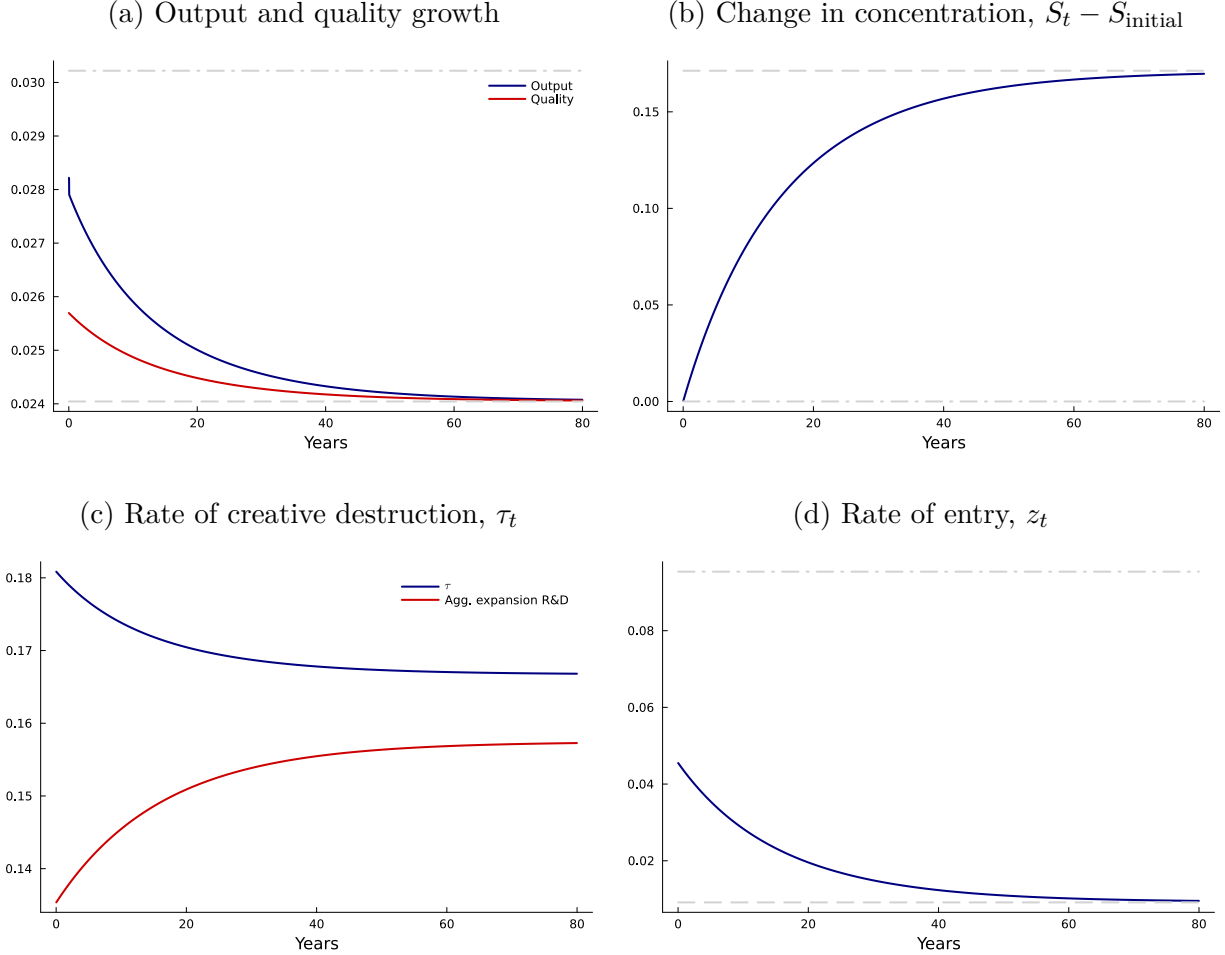 (a) Output and quality growth
0.030
0.029
0.028
0.027
0.026
0.025
0.024
Output
Quality
0 20 40 60 80
Years
(b) Change in concentration, $S_t - S_{\text{initial}}$
0.15
0.10
0.05
0.00
0 20 40 60 80
Years
(c) Rate of creative destruction, $\tau_t$
0.18
0.17
0.16
0.15
0.14
τ
Agg. expansion R&D
0 20 40 60 80
Years
(d) Rate of entry, $z_t$
0.08
0.06
0.04
0.02
0 20 40 60 80
Years